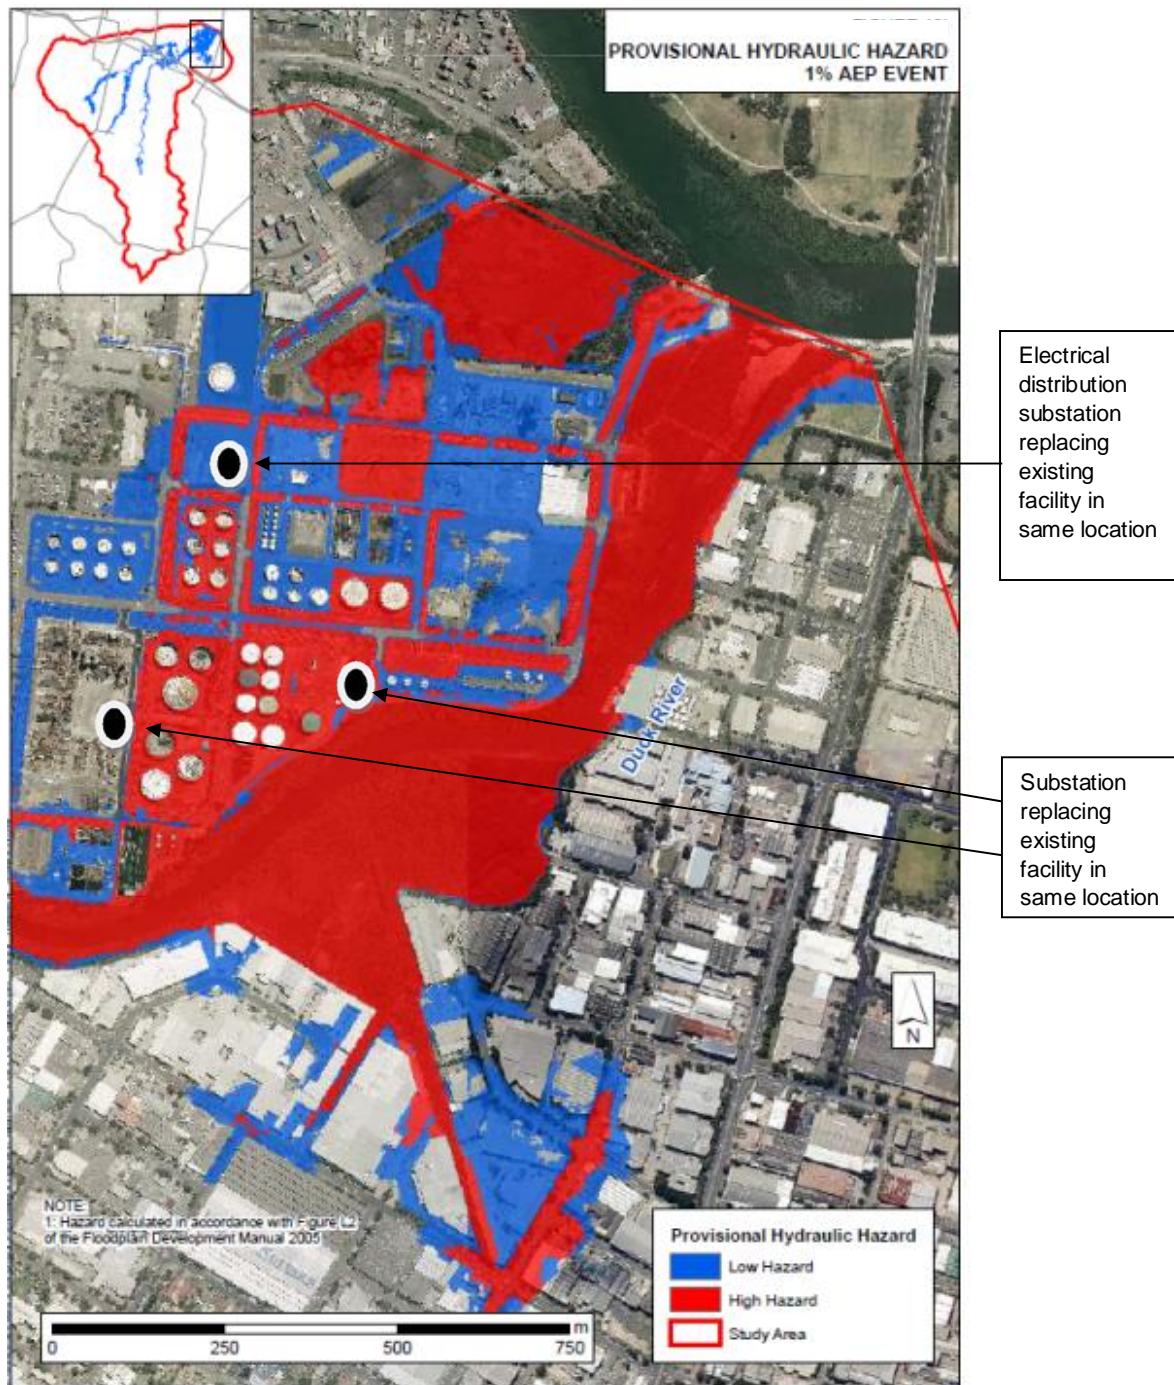 PROVISIONAL HYDRAULIC HAZARD
1% AEP EVENT
Electrical
distribution
substation
replacing
existing
facility in
same location
Substation
replacing
existing
facility in
same location
Duck River
N
NOTE:
1: Hazard calculated in accordance with Figure L2
of the Floodplain Development Manual 2005
Provisional Hydraulic Hazard
Low Hazard
High Hazard
Study Area
m
0 250 500 750